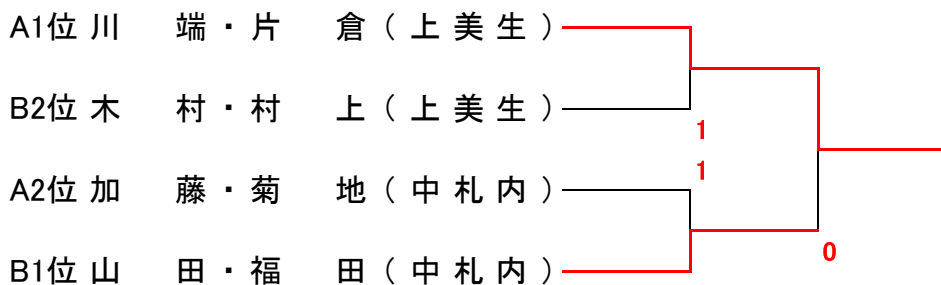 A1位 川 端・片 倉 ( 上 美 生 )
B2位 木 村・村 上 ( 上 美 生 )
1
1
A2位 加 藤・菊 地 ( 中 札 内 )
0
B1位 山 田・福 田 ( 中 札 内 )